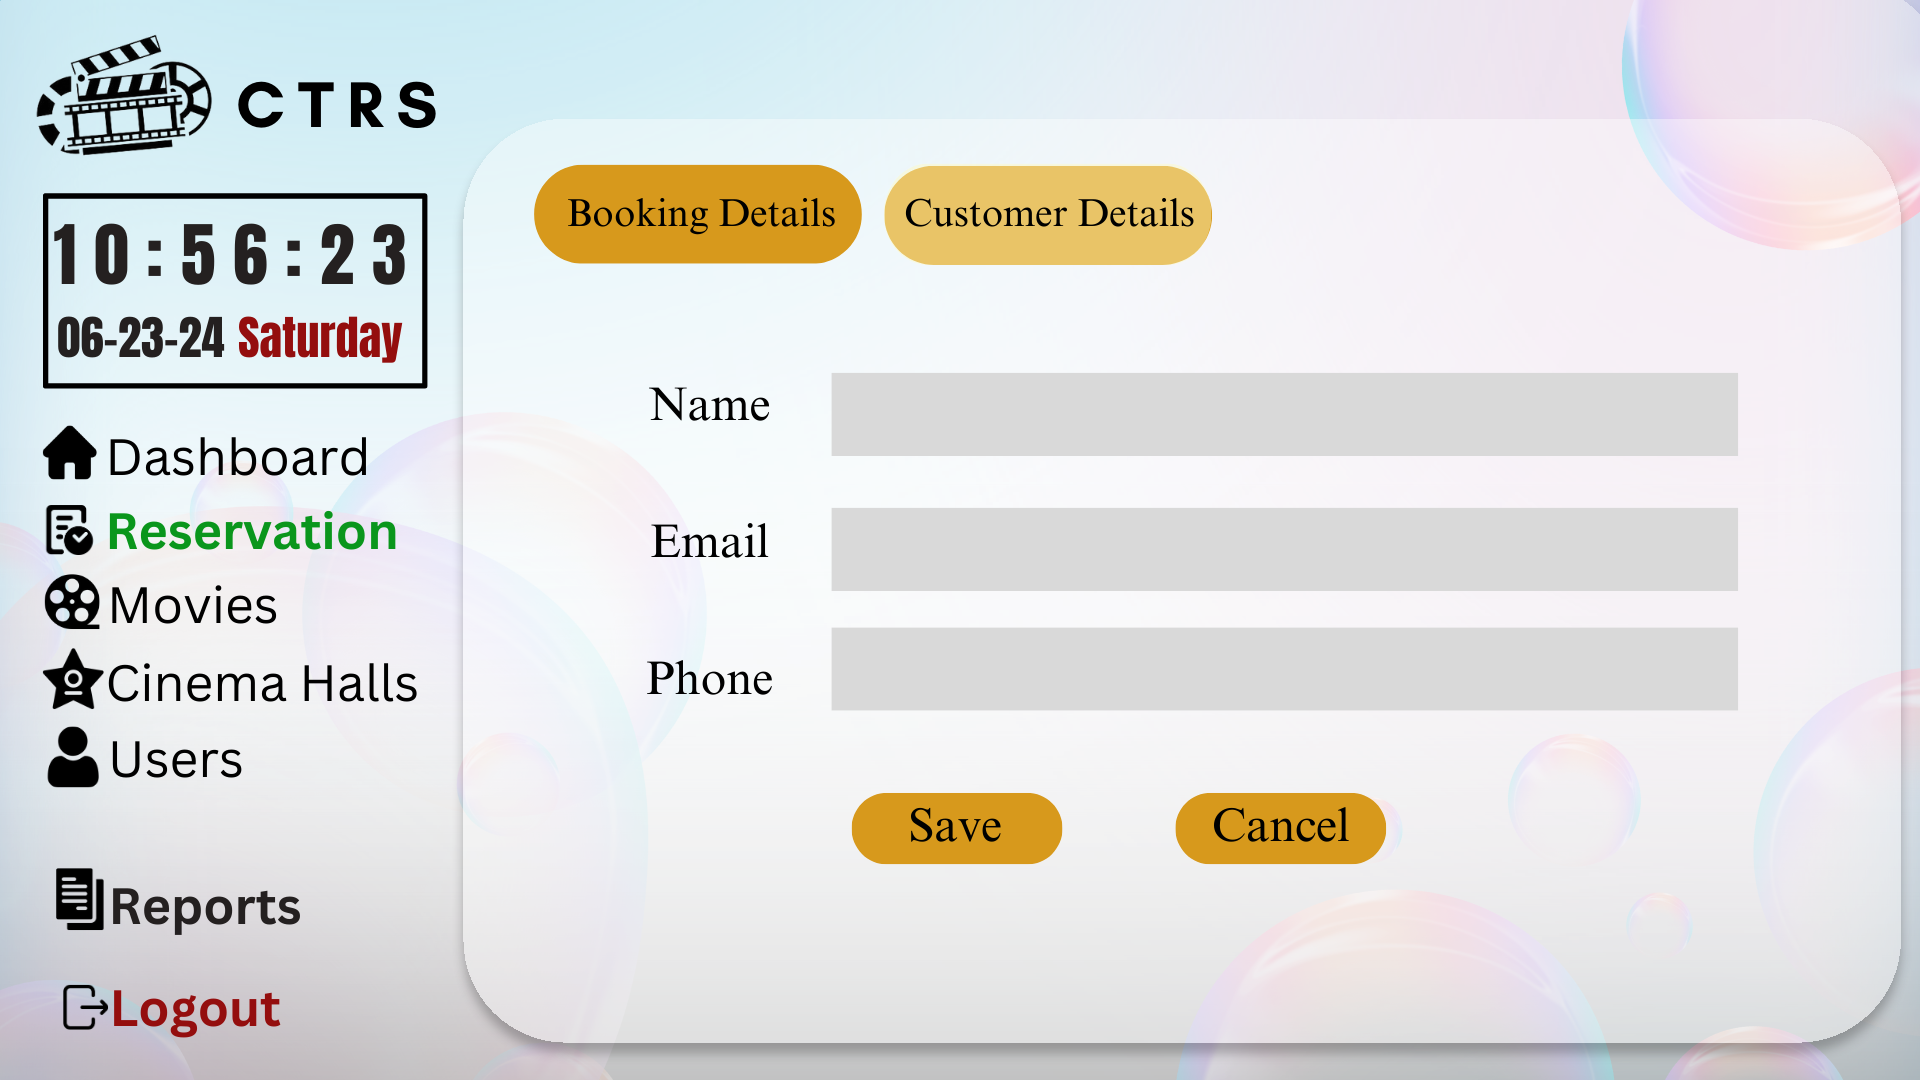 CTRS
10:56:23
06-23-24 Saturday
Dashboard
Reservation
Movies
Cinema Halls
Users
Reports
Logout
Booking Details
Customer Details
Name
Email
Phone
Save
Cancel